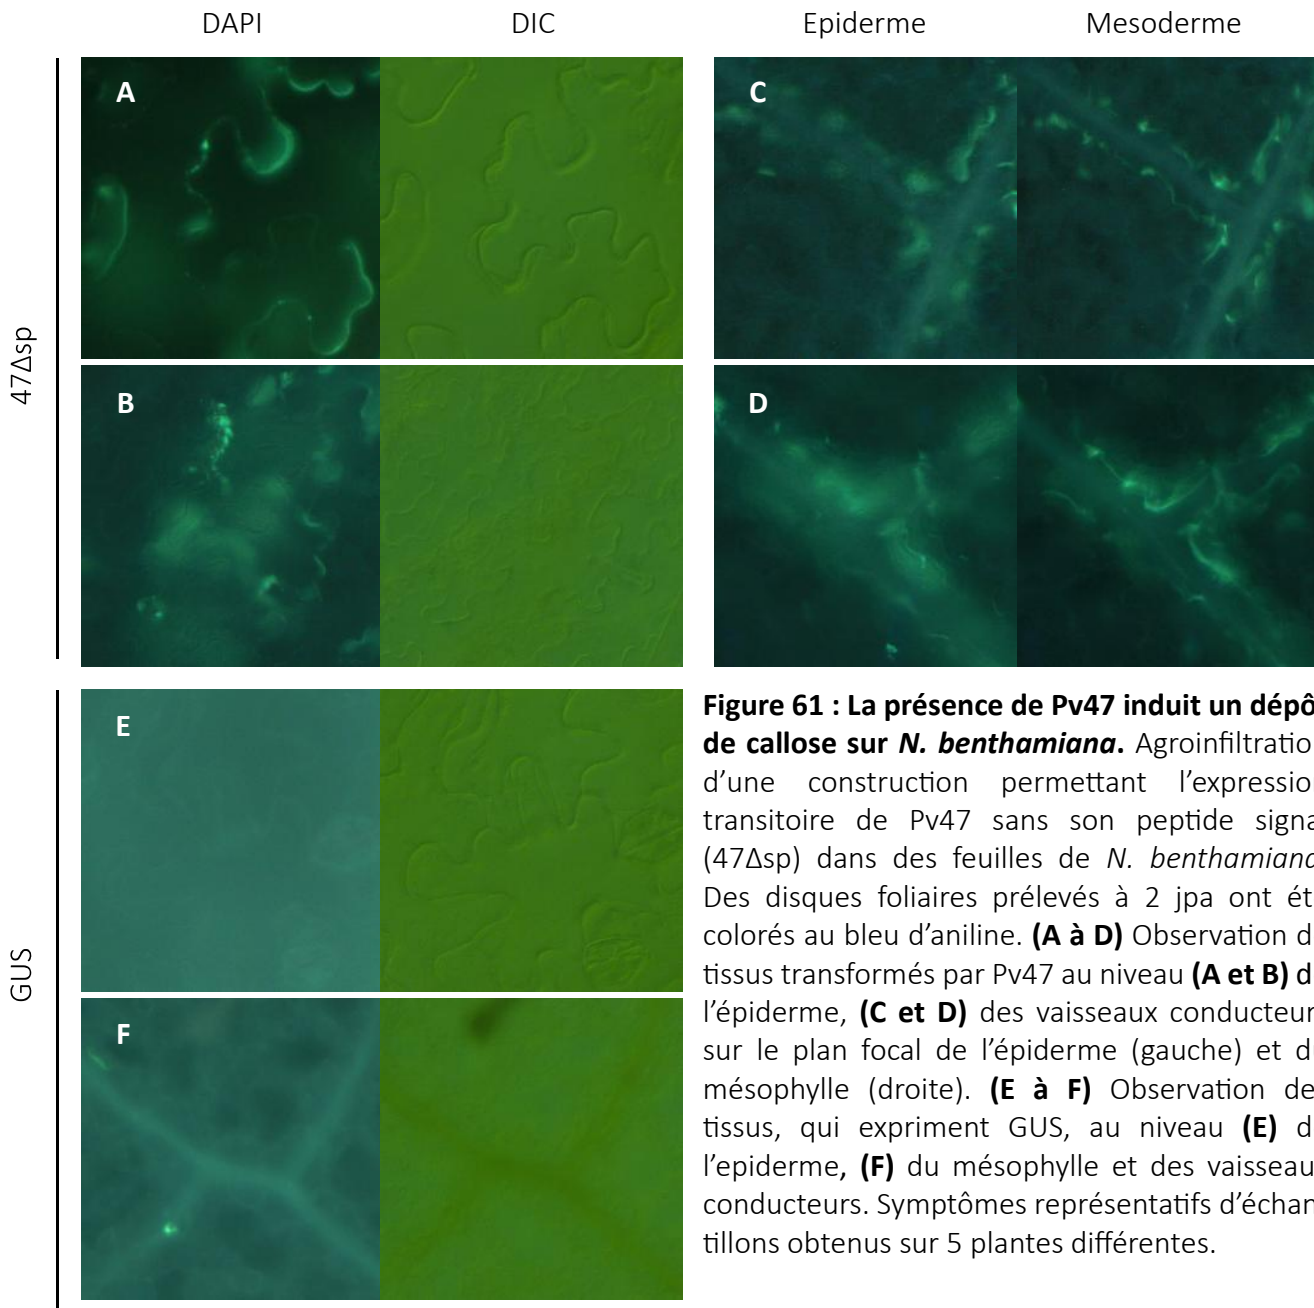 DAPI DIC Epiderme Mesoderme
47Δsp
A
C
B
D
GUS
E
F
Figure 61 : La présence de Pv47 induit un dépô
de callose sur N. benthamiana. Agroinfiltratio
d'une construction permettant l'expressio
transitoire de Pv47 sans son peptide signa
(47Δsp) dans des feuilles de N. benthamiana
Des disques foliaires prélevés à 2 jpa ont ét
colorés au bleu d'aniline. (A à D) Observation d
tissus transformés par Pv47 au niveau (A et B) d
l'épiderme, (C et D) des vaisseaux conducteur
sur le plan focal de l'épiderme (gauche) et d
mésophylle (droite). (E à F) Observation de
tissus, qui expriment GUS, au niveau (E) d
l'epiderme, (F) du mésophylle et des vaisseau
conducteurs. Symptômes représentatifs d'échan
tillons obtenus sur 5 plantes différentes.